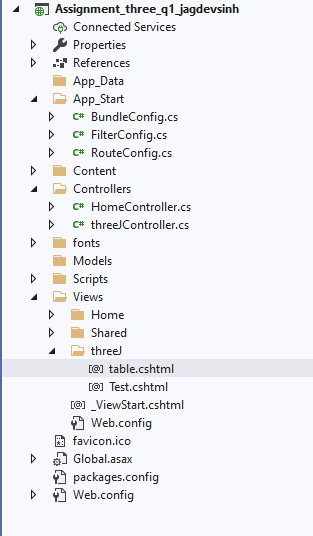 Assignment_three_q1_jagdevsinh
Connected Services
Properties
References
App_Data
App_Start
C# BundleConfig.cs
C# FilterConfig.cs
C# RouteConfig.cs
Content
Controllers
C# HomeController.cs
C# threeJController.cs
fonts
Models
Scripts
Views
Home
Shared
threeJ
[@] table.cshtml
[@] Test.cshtml
[@] _ViewStart.cshtml
Web.config
favicon.ico
Global.asax
packages.config
Web.config